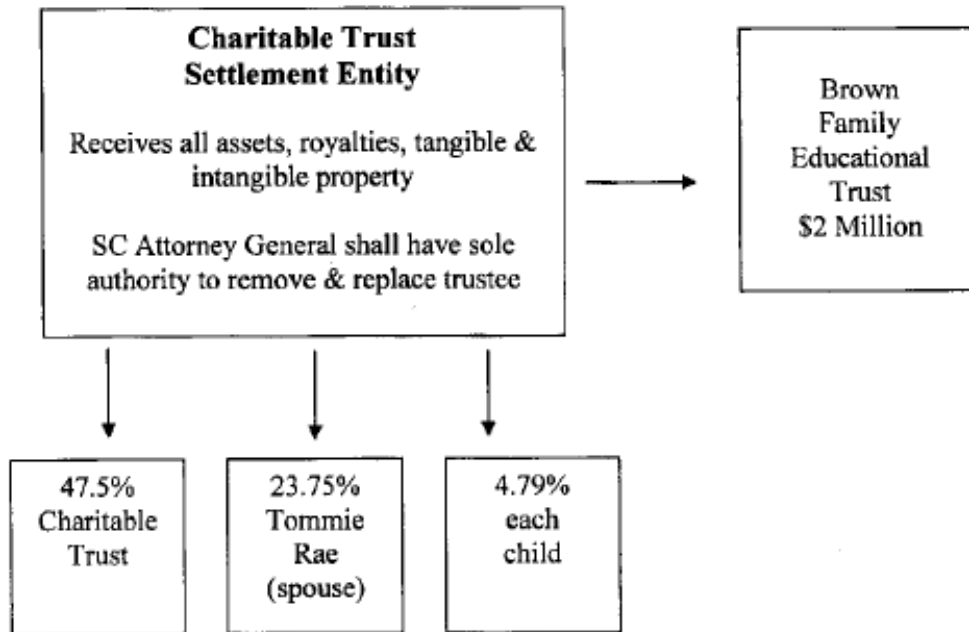 Charitable Trust
Settlement Entity
Receives all assets, royalties, tangible &
intangible property
SC Attorney General shall have sole
authority to remove & replace trustee
Brown
Family
Educational
Trust
$2 Million
47.5%
Charitable
Trust
23.75%
Tommie
Rae
(spouse)
4.79%
each
child